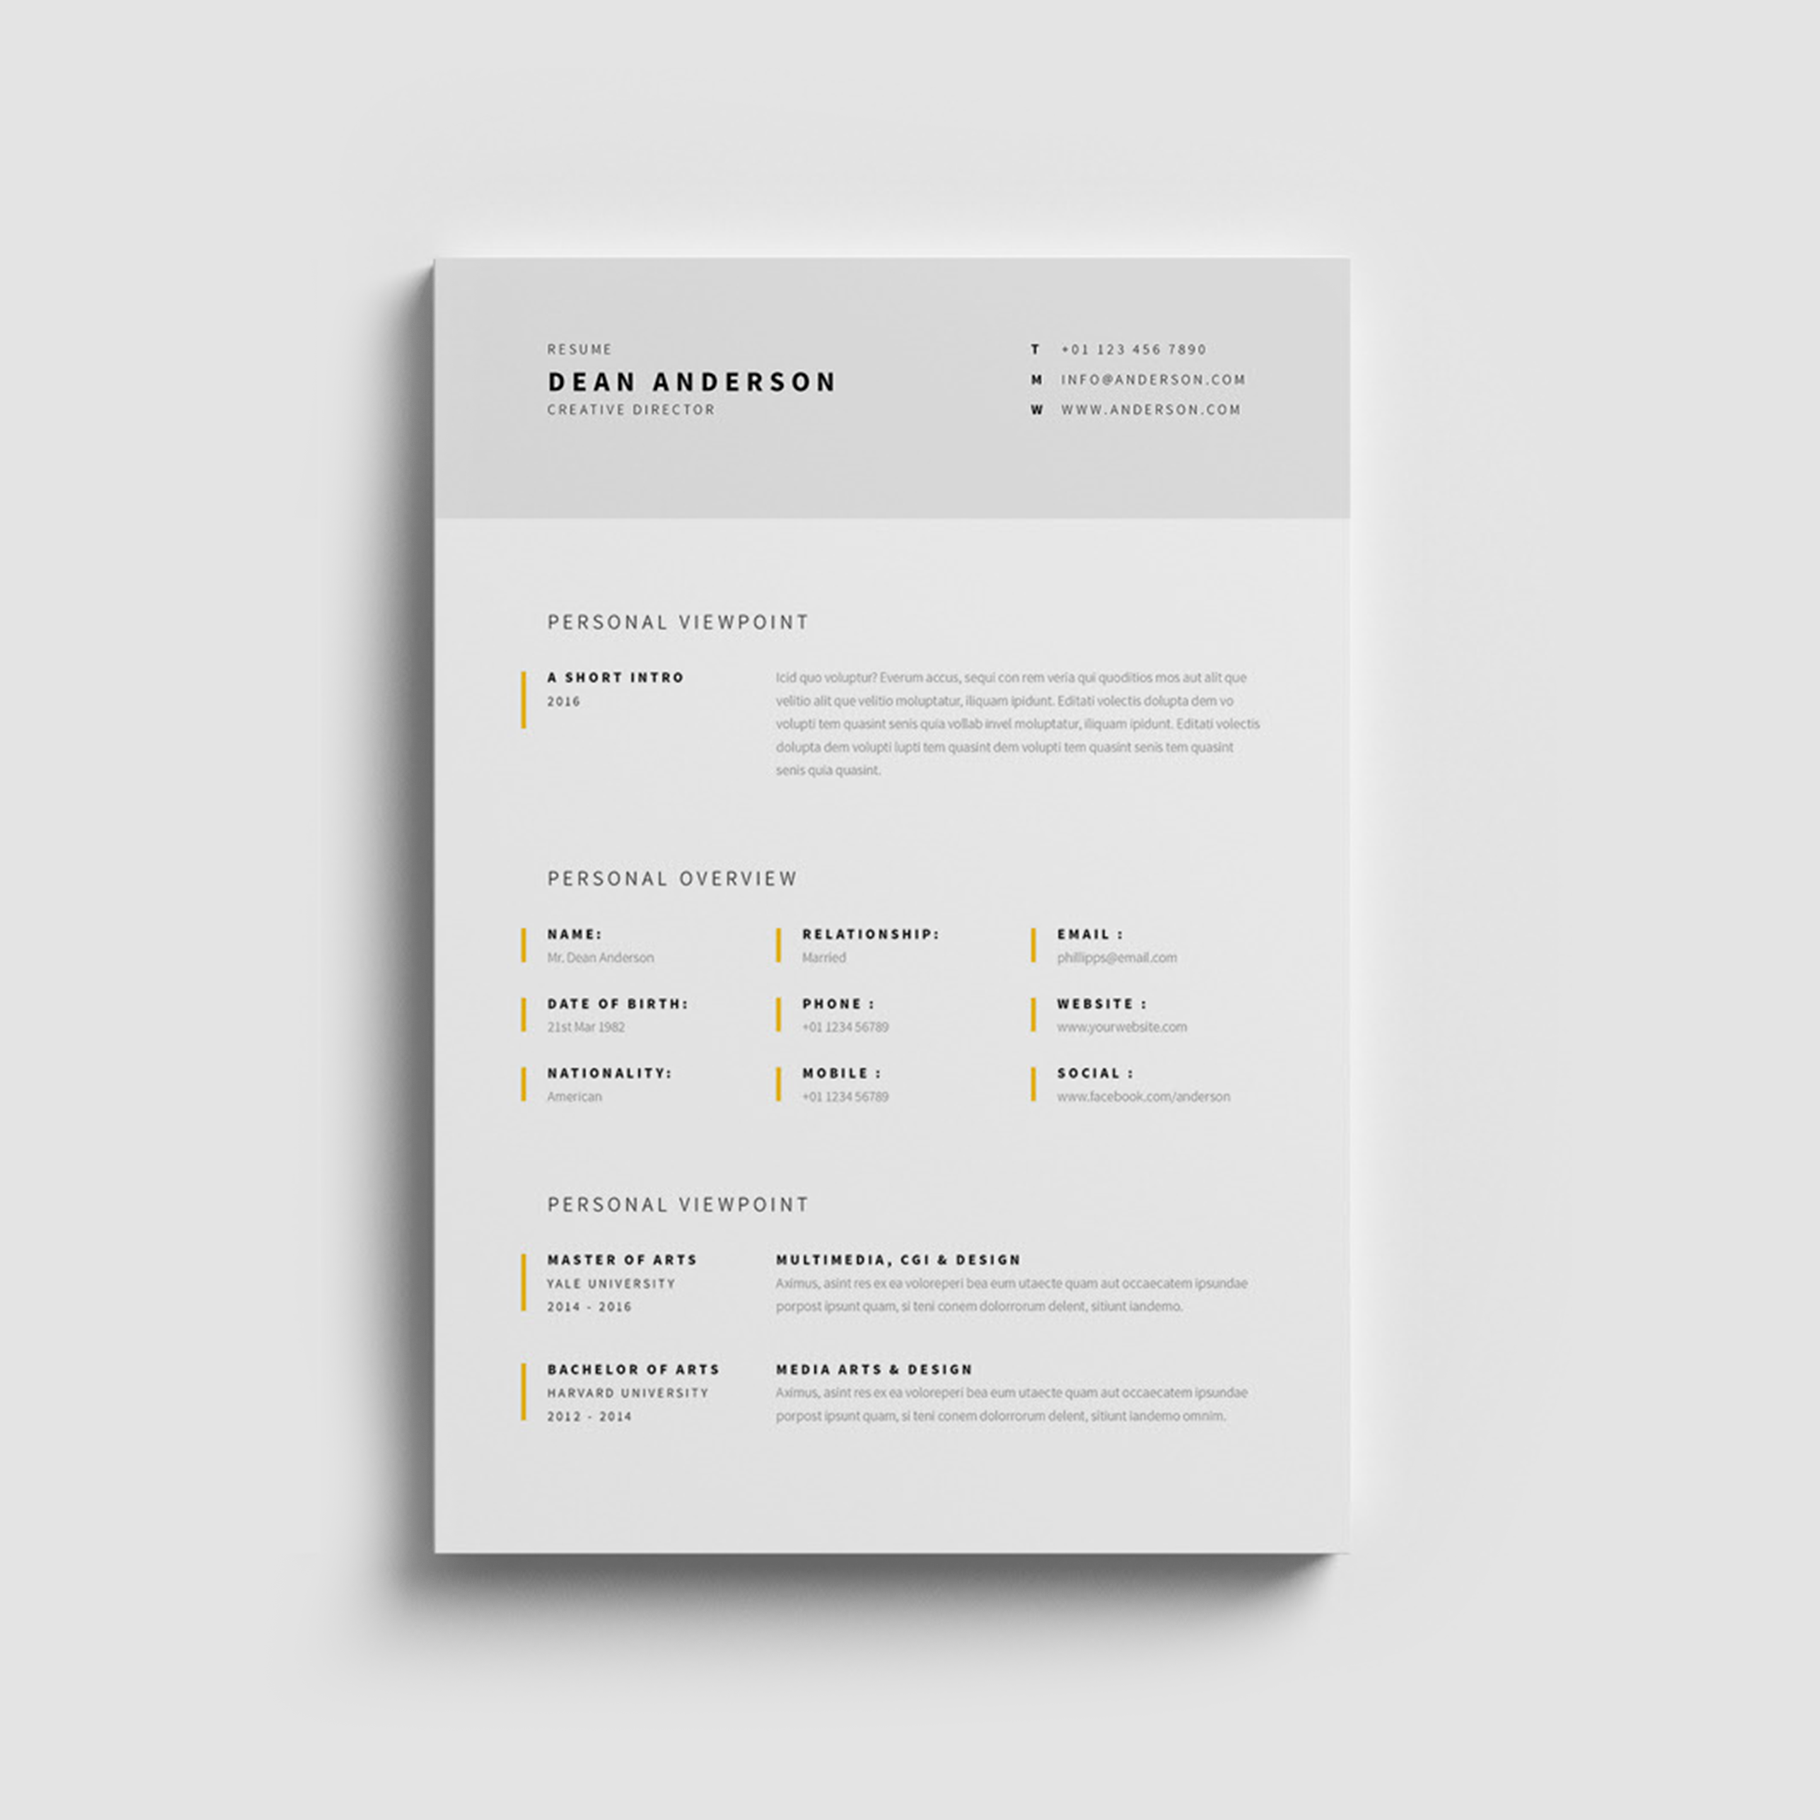 RESUME
DEAN ANDERSON
CREATIVE DIRECTOR
T +01 123 456 7890
M INFO@ANDERSON.COM
W WWW.ANDERSON.COM
PERSONAL VIEWPOINT
A SHORT INTRO
2016
Icid quo voluptur? Everum accus, sequi con rem veria qui quoditios mos aut alit que
velitio alit que velitio moluptatur, iliquam ipidunt. Editati volectis dolupta dem vo
volupti tem quasint senis quia vollab invel moluptatur, iliquam ipidunt. Editati volectis
dolupta dem volupti lupti tem quasint dem volupti tem quasint senis tem quasint
senis quia quasint.
PERSONAL OVERVIEW
NAME:
Mr. Dean Anderson
RELATIONSHIP:
Married
EMAIL :
phillipps@email.com
DATE OF BIRTH:
21st Mar 1982
PHONE :
+01 1234 56789
WEBSITE :
www.yourwebsite.com
NATIONALITY:
American
MOBILE :
+01 1234 56789
SOCIAL :
www.facebook.com/anderson
PERSONAL VIEWPOINT
MASTER OF ARTS
YALE UNIVERSITY
2014 - 2016
MULTIMEDIA, CGI & DESIGN
Aximus, asint res ex ea voloreperi bea eum utaecte quam aut occaecatem ipsundae
porpost ipsunt quam, si teni conem dolorrorum delent, sitiunt iandemo.
BACHELOR OF ARTS
HARVARD UNIVERSITY
2012 - 2014
MEDIA ARTS & DESIGN
Aximus, asint res ex ea voloreperi bea eum utaecte quam aut occaecatem ipsundae
porpost ipsunt quam, si teni conem dolorrorum delent, sitiunt iandemo omnim.